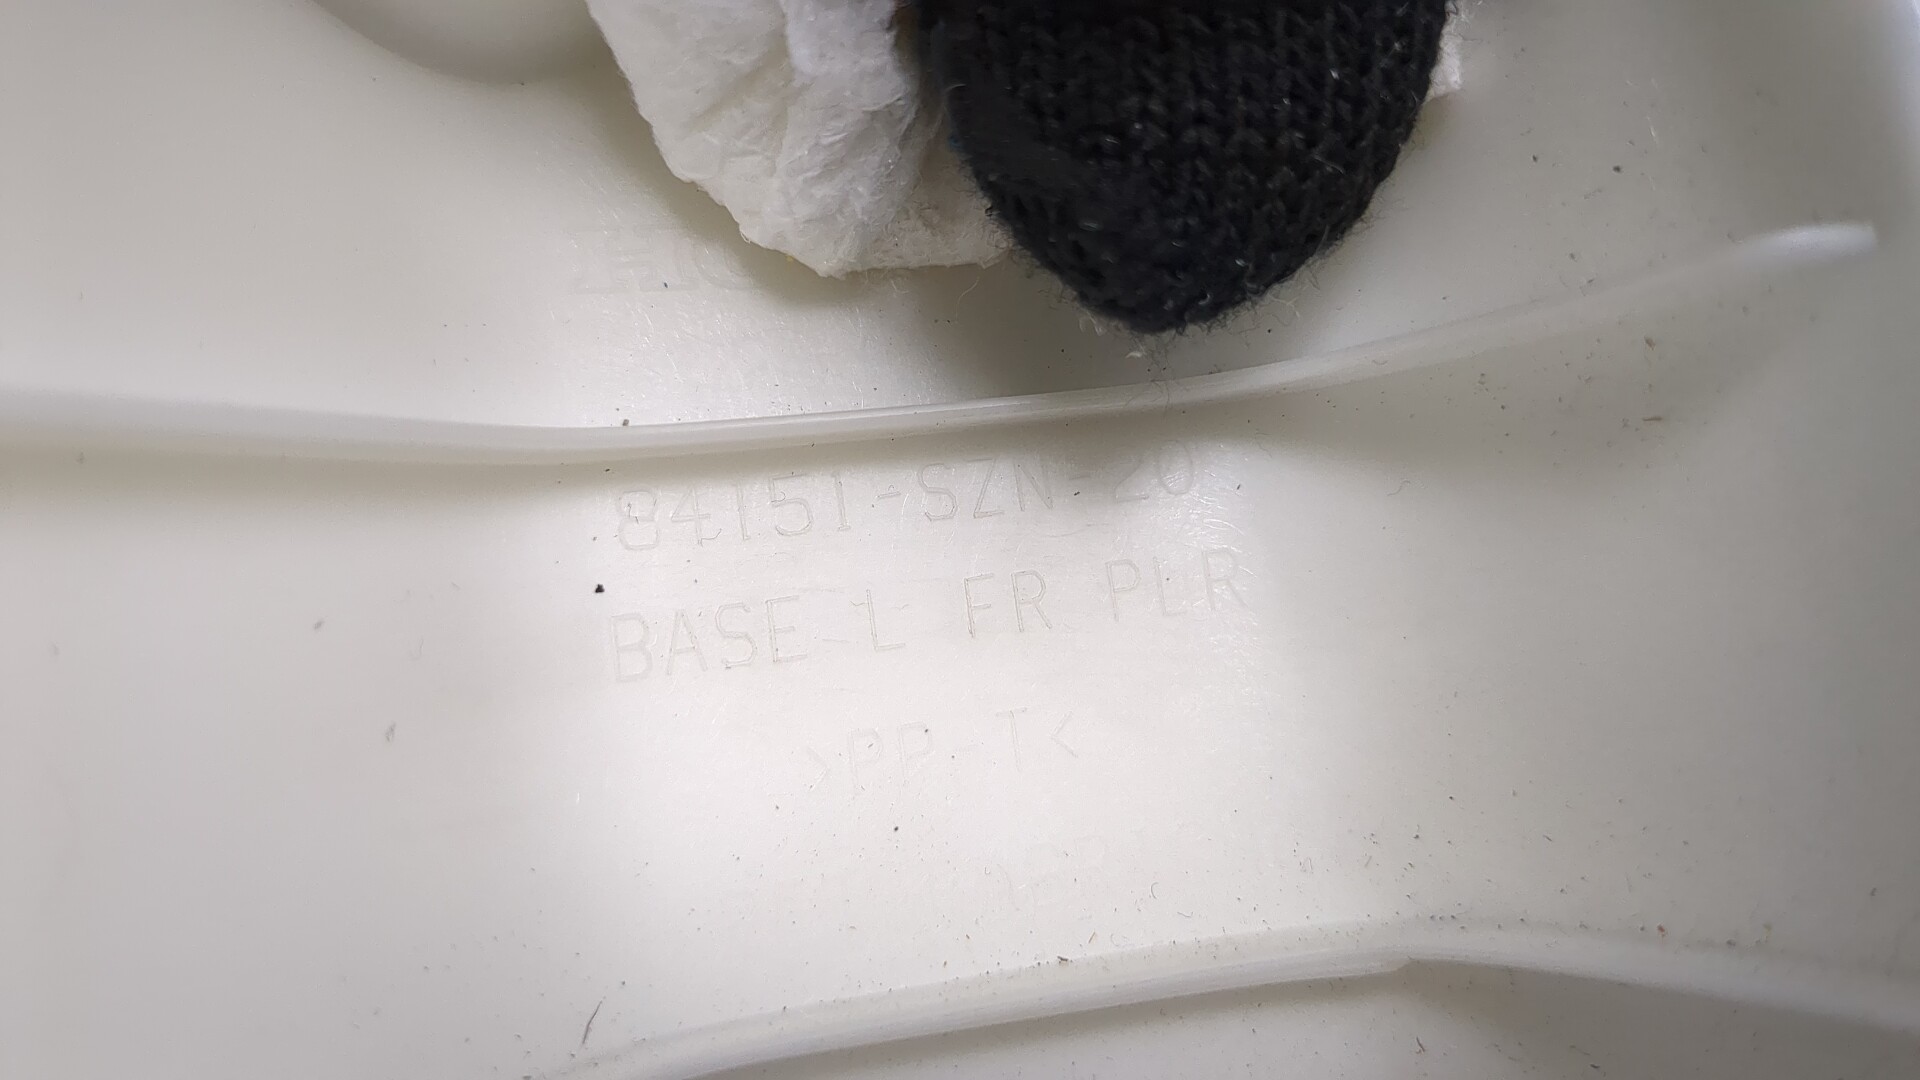 84151-SZN-20
BASE L FR PLR
>PP-T<